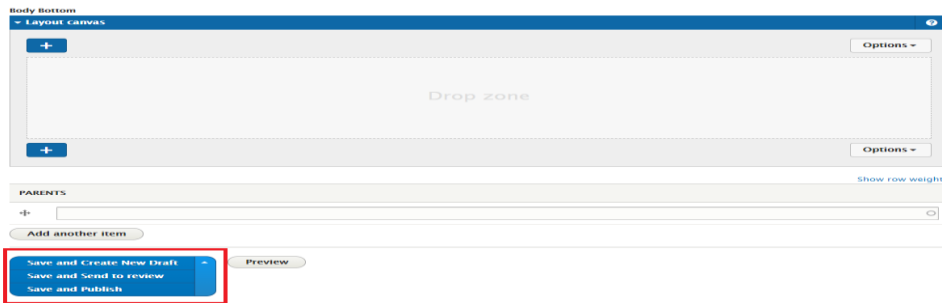 Body Bottom
Layout canvas ?
+ Options
Drop zone
+ Options
Show row weight
PARENTS
Add another item
Save and Create New Draft Preview
Save and Send to review
Save and Publish